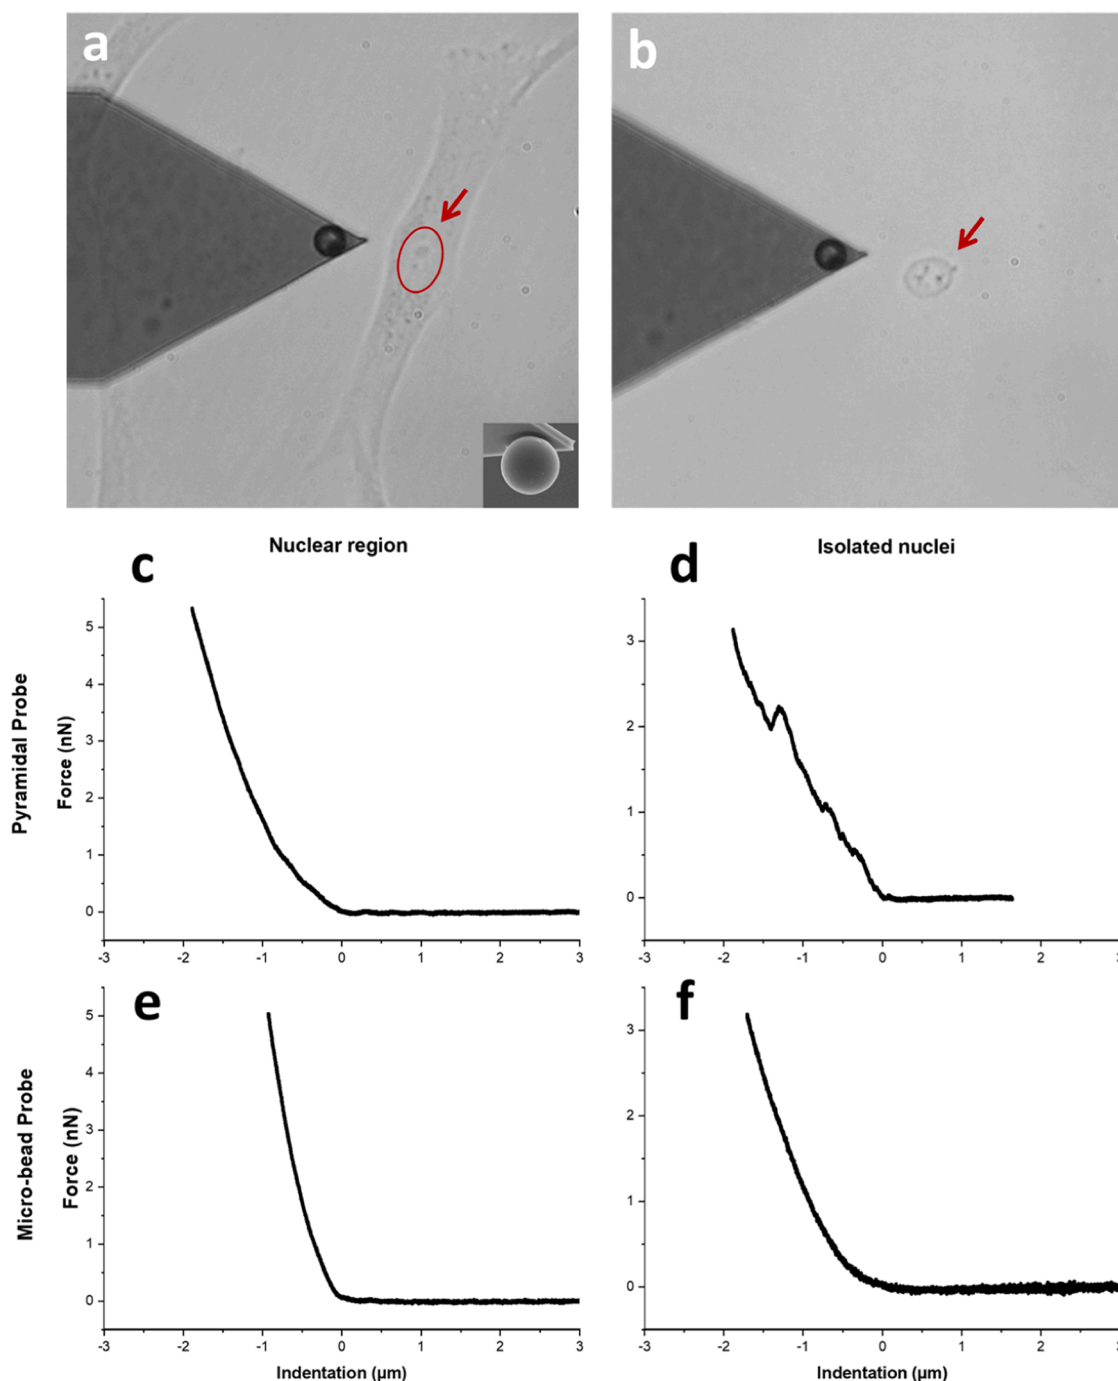 a
b
Nuclear region
Isolated nuclei
c
d
Pyramidal Probe
Force (nN)
5
4
3
2
1
0
-3 -2 -1 0 1 2 3
3
2
1
0
-3 -2 -1 0 1 2 3
e
f
Micro-bead Probe
Force (nN)
5
4
3
2
1
0
-3 -2 -1 0 1 2 3
Indentation (µm)
3
2
1
0
-3 -2 -1 0 1 2 3
Indentation (µm)